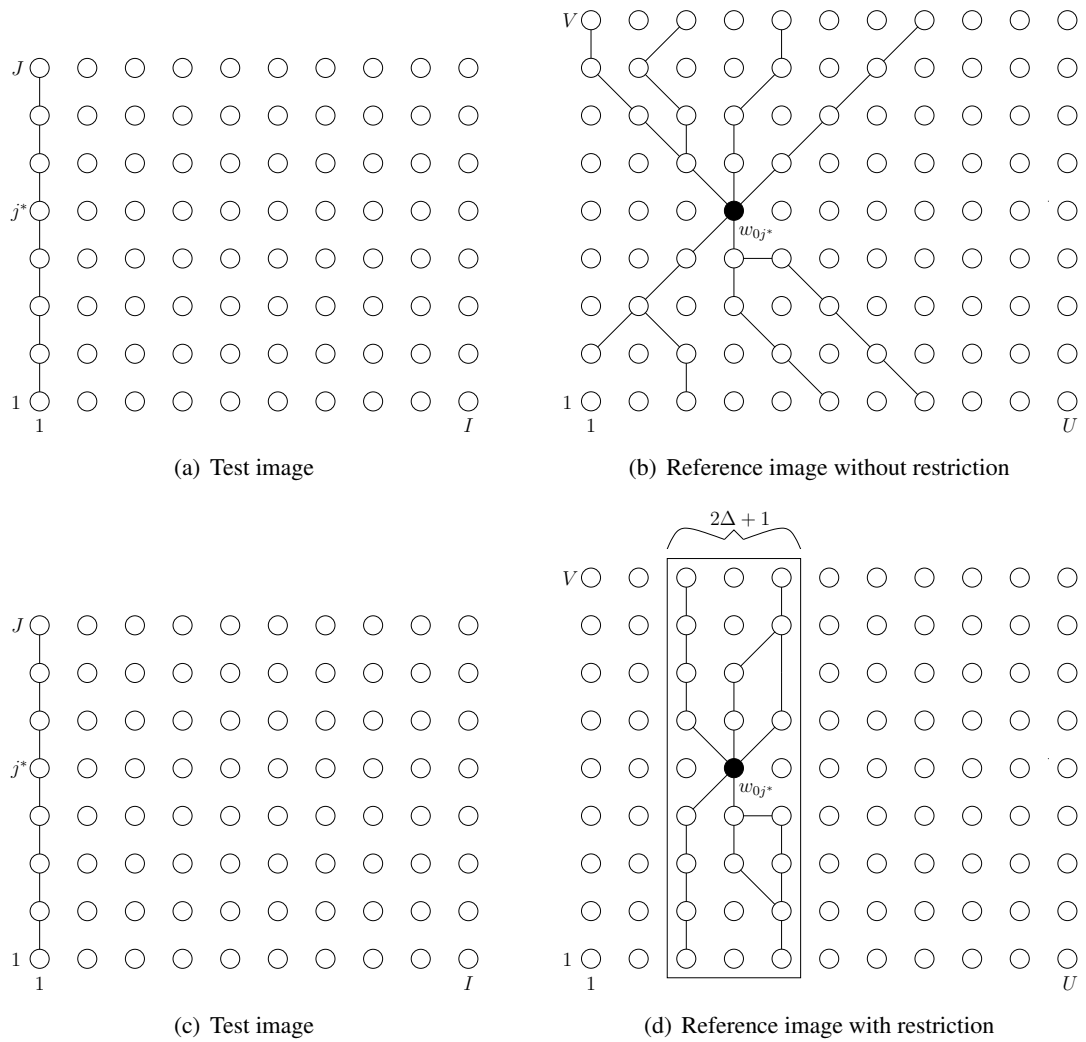 V
J
j*
w₀ⱼ*
1
1
1
I
1
U
(a) Test image
(b) Reference image without restriction
2Δ + 1
V
J
j*
w₀ⱼ*
1
1
1
I
1
U
(c) Test image
(d) Reference image with restriction